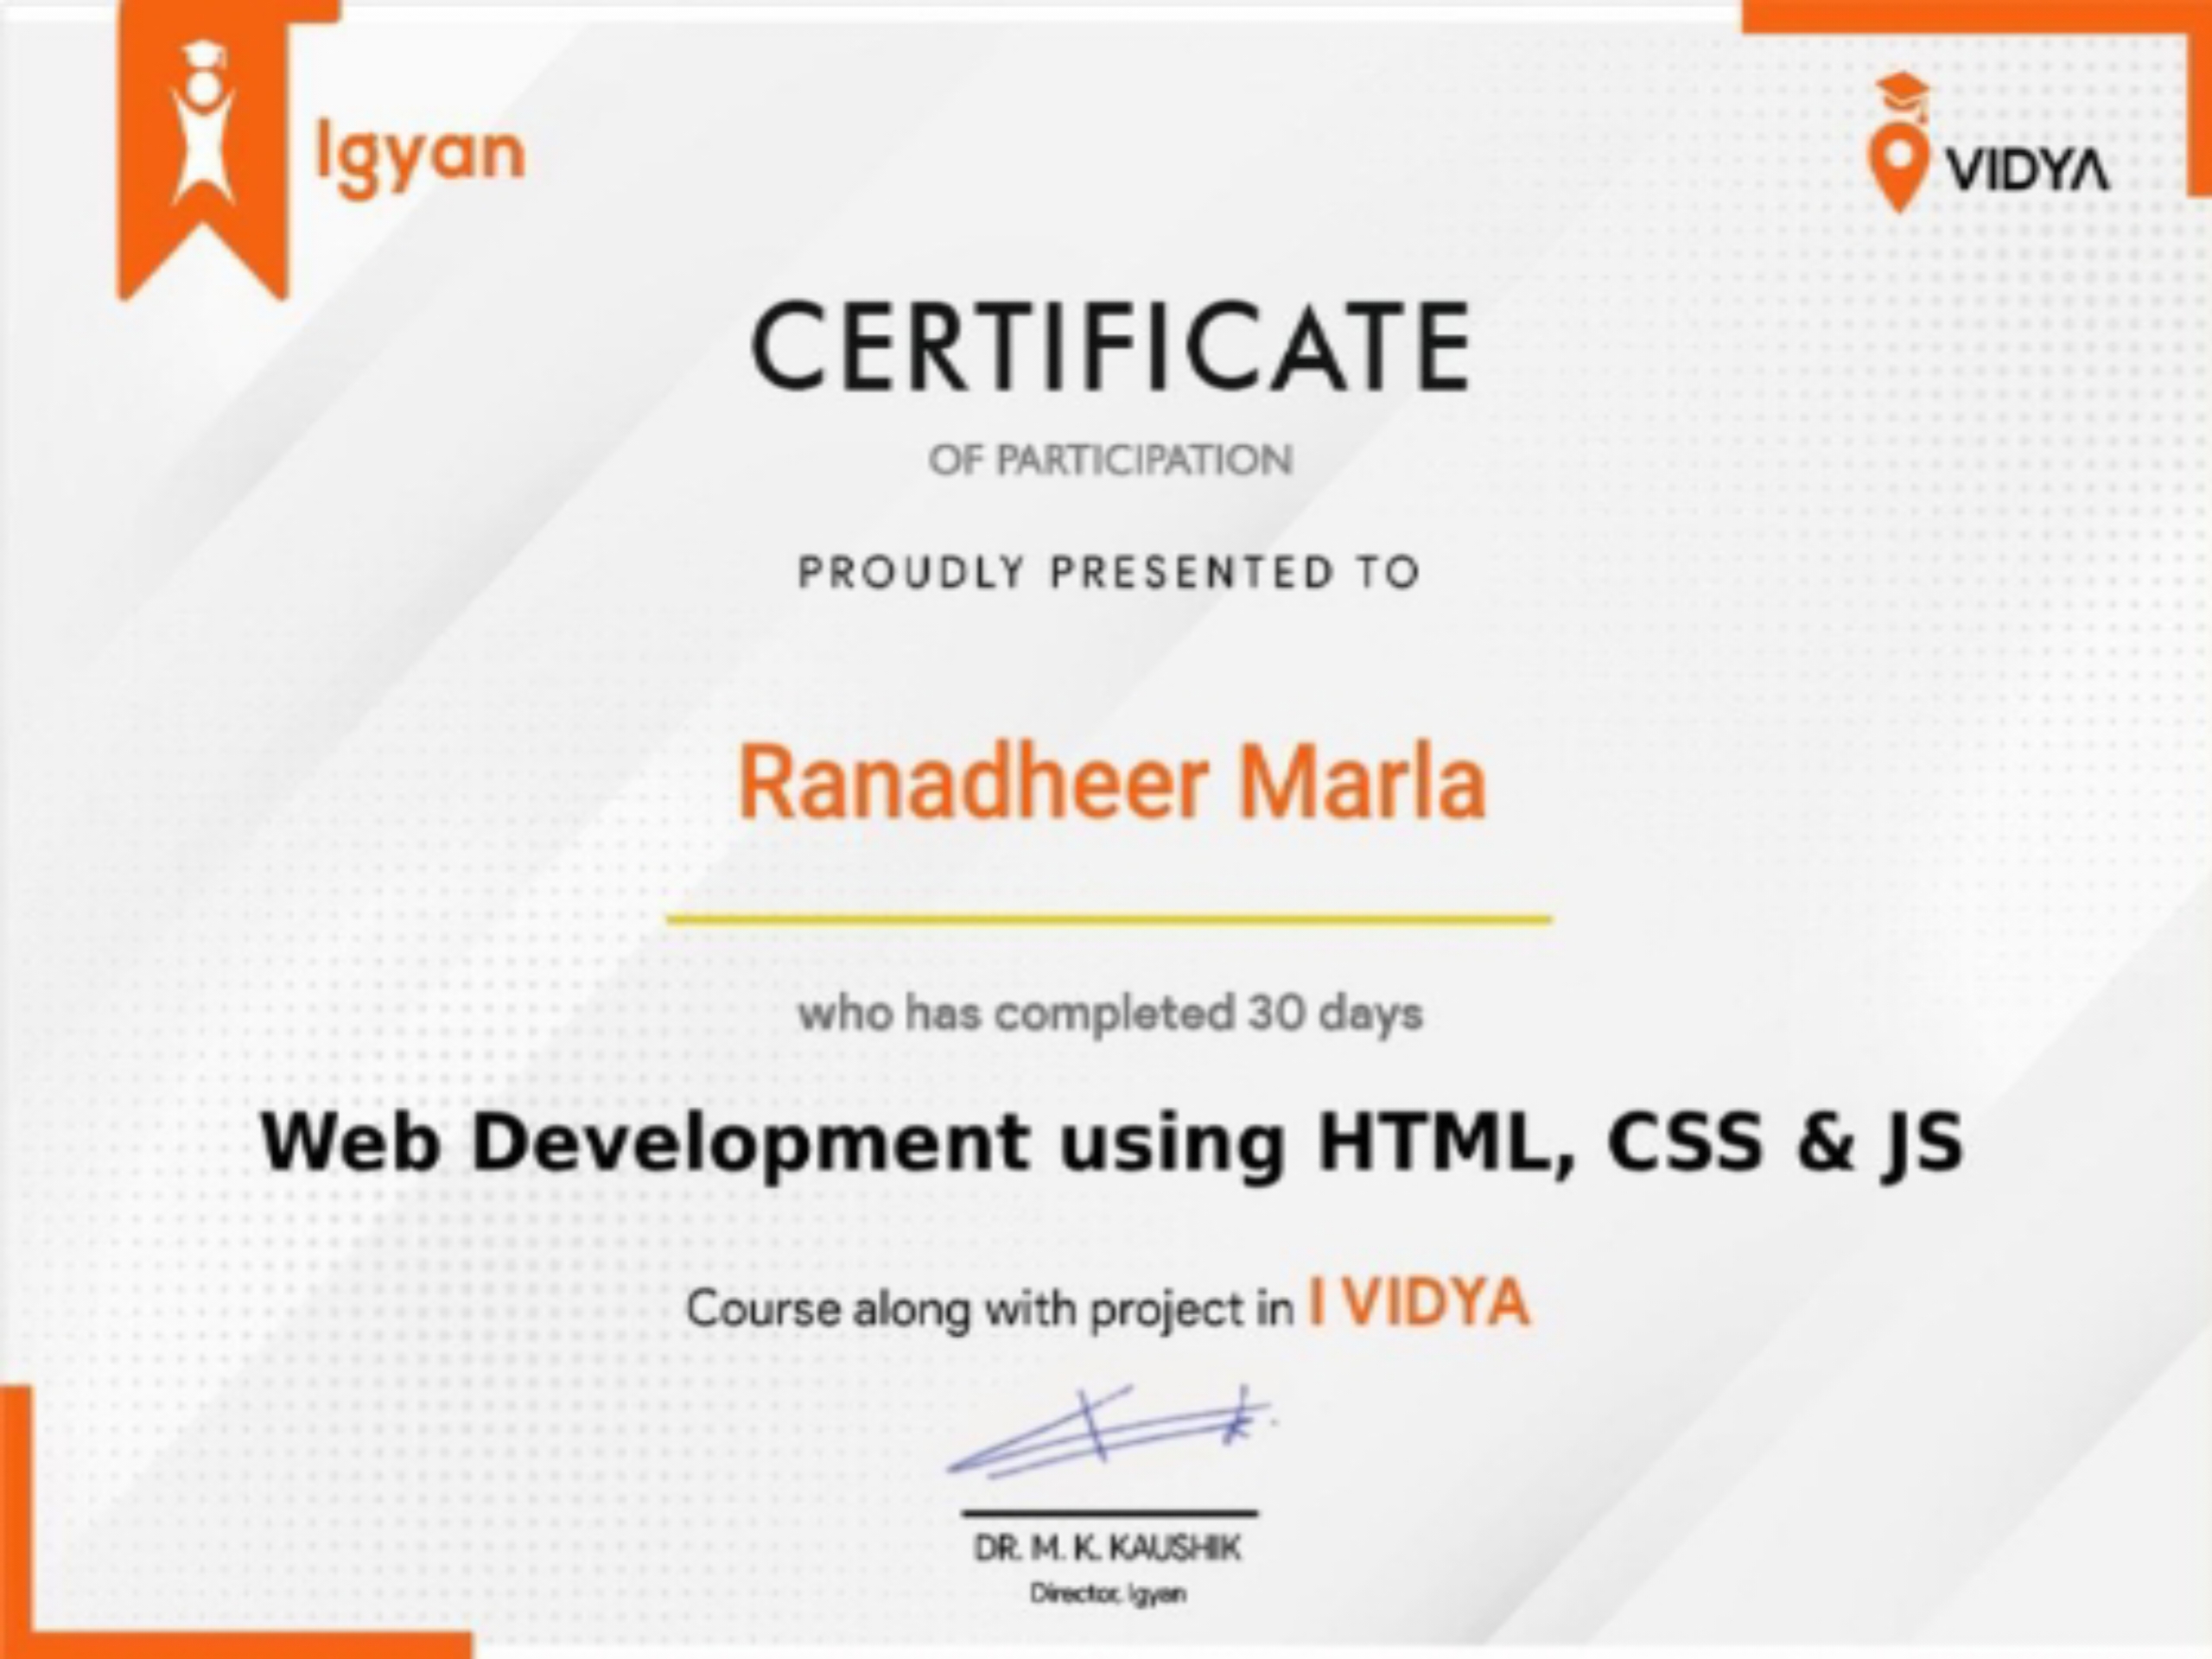 Igyan
VIDYA
CERTIFICATE
OF PARTICIPATION
PROUDLY PRESENTED TO
Ranadheer Marla
who has completed 30 days
Web Development using HTML, CSS & JS
Course along with project in I VIDYA
DR. M. K. KAUSHIK
Director, Igyan